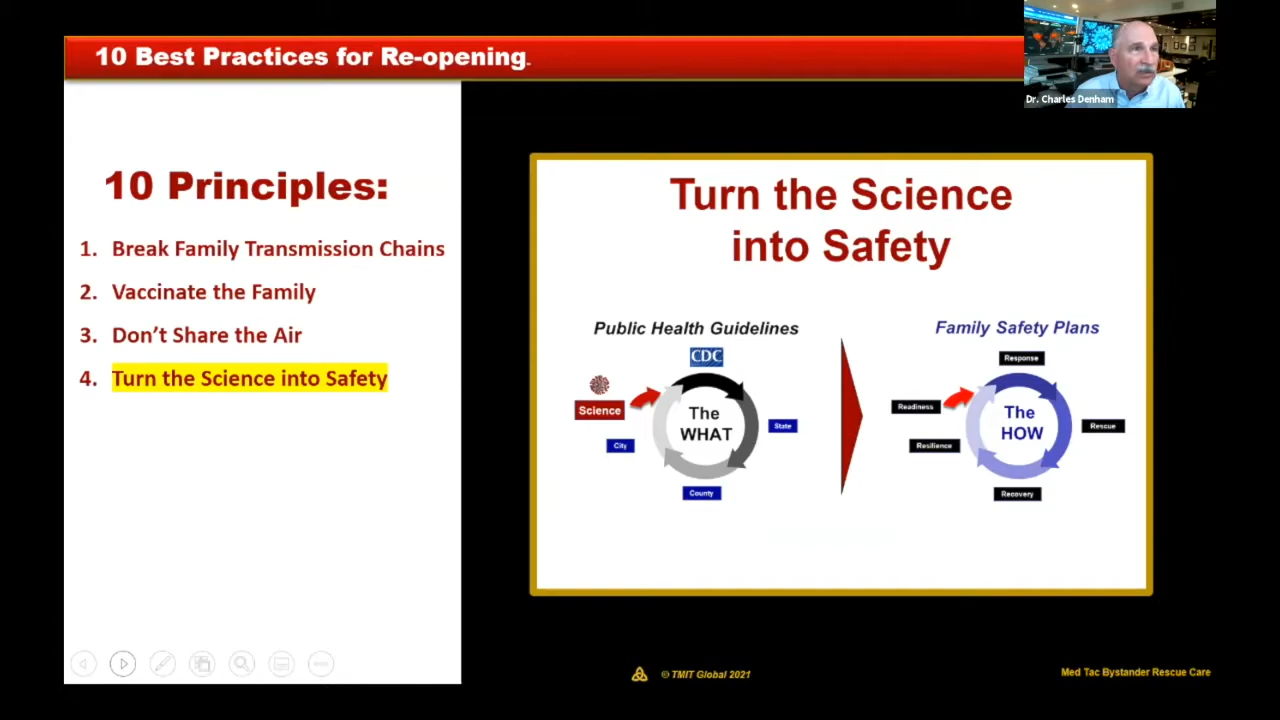 10 Best Practices for Re-opening.
Dr. Charles Denham
10 Principles:
1. Break Family Transmission Chains
2. Vaccinate the Family
3. Don't Share the Air
4. Turn the Science into Safety
Turn the Science
into Safety
Public Health Guidelines
CDC
Science
The
WHAT
State
City
County
Family Safety Plans
Response
Readiness
The
HOW
Rescue
Resilience
Recovery
© TMIT Global 2021
Med Tac Bystander Rescue Care